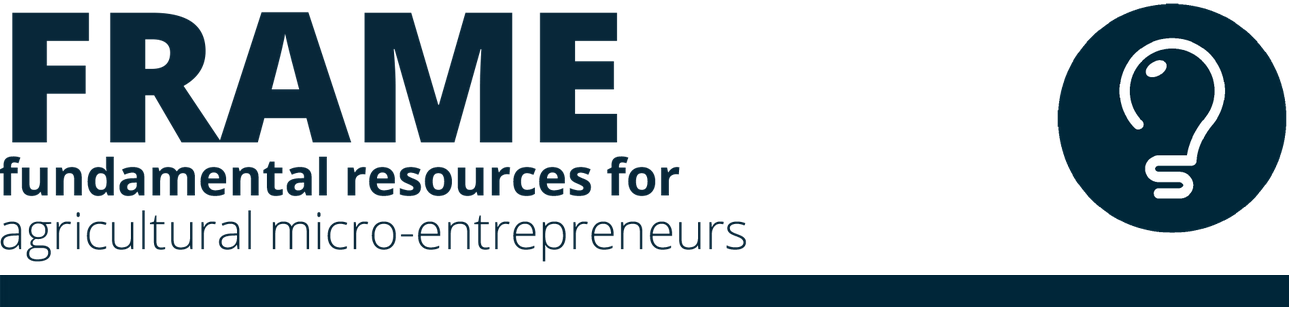 FRAME
fundamental resources for
agricultural micro-entrepreneurs